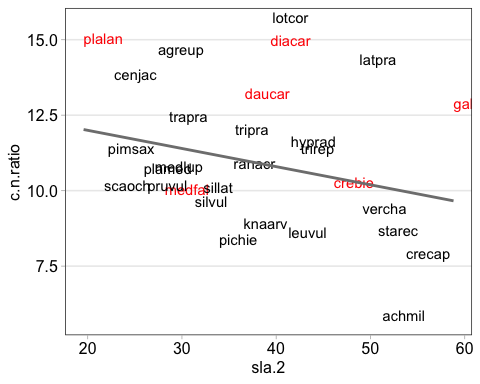 lotcor
15.0
plalan
diacar
agreup
latpra
cenjac
daucar
gal
12.5
trapra
tripra
hyprad
trirep
pimsax
ranacr
medlup
plamed
10.0
scaoch
pruvul
medfal
sillat
crebie
silvul
vercha
knaarv
starec
leuvul
pichie
crecap
7.5
achmil
c.n.ratio
20
30
40
50
60
sla.2